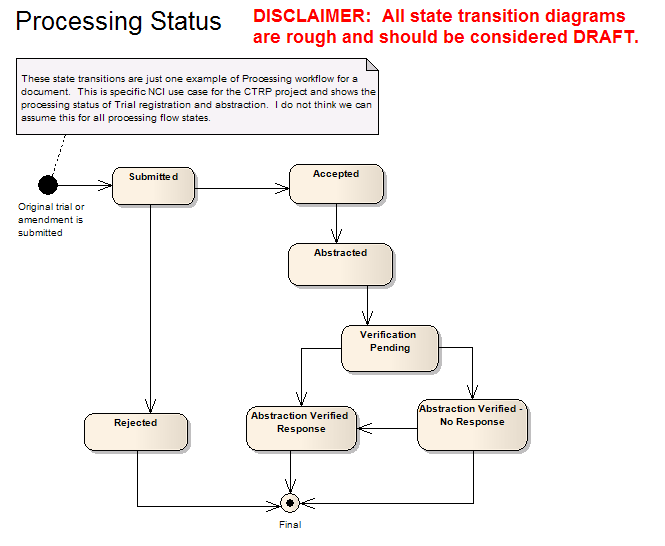 Processing Status
DISCLAIMER: All state transition diagrams
are rough and should be considered DRAFT.
These state transitions are just one example of Processing workflow for a
document. This is specific NCI use case for the CTRP project and shows the
processing status of Trial registration and abstraction. I do not think we can
assume this for all processing flow states.
Submitted
Accepted
Original trial or
amendment is
submitted
Abstracted
Verification
Pending
Rejected
Abstraction Verified
Response
Abstraction Verified -
No Response
Final